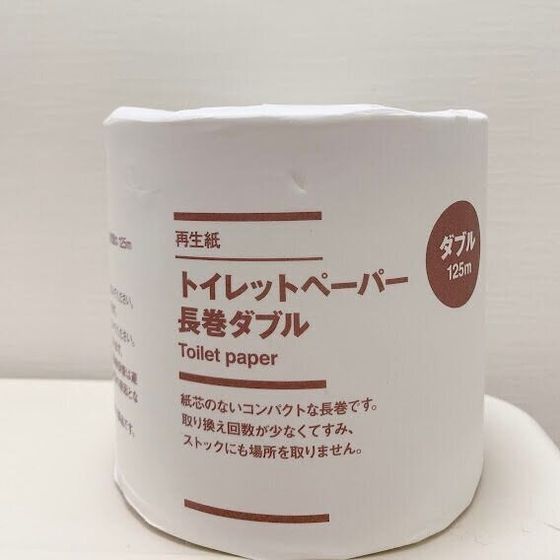 再生紙
トイレットペーパー
長巻ダブル
Toilet paper
紙芯のないコンパクトな長巻です。
取り換え回数が少なくてすみ、
ストックにも場所を取りません。
ダブル
125m
125m